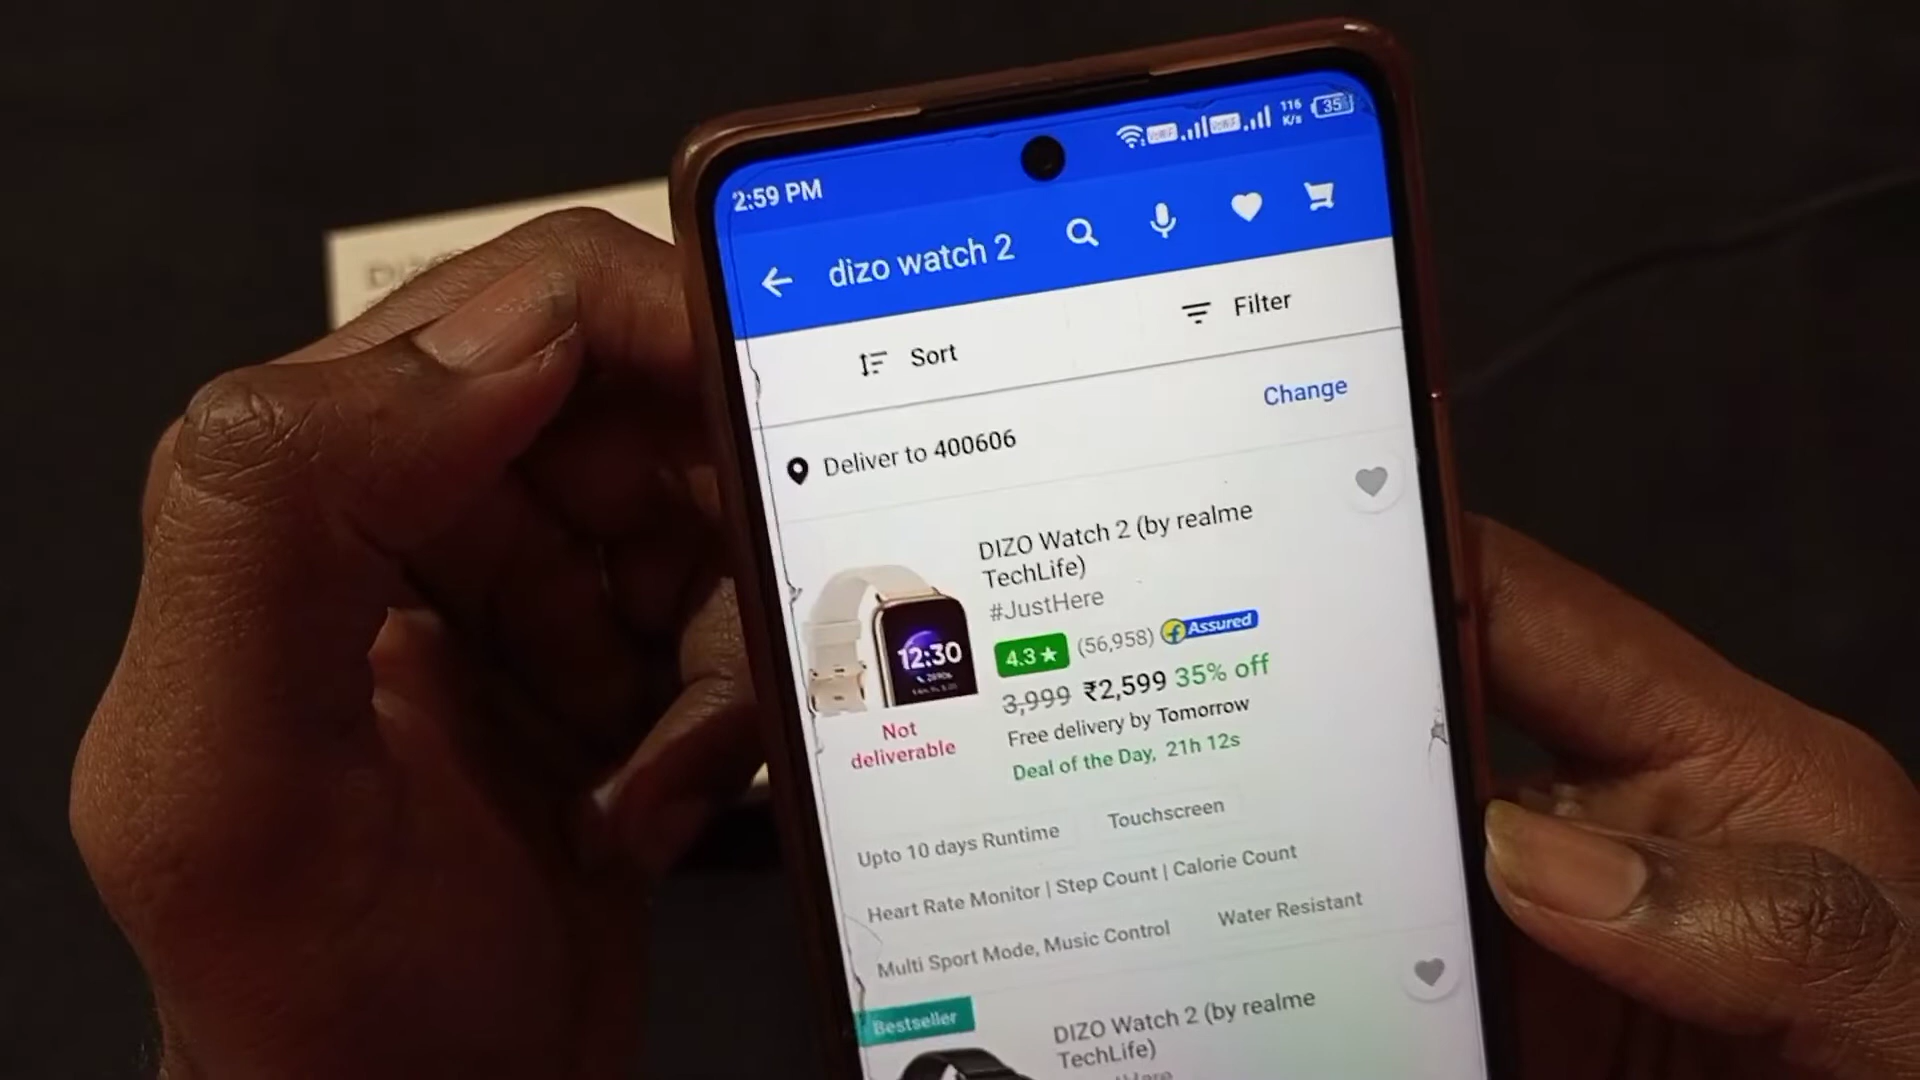 2:59 PM
116
K/s
35
dizo watch 2
Sort
Filter
Deliver to 400606
Change
DIZO Watch 2 (by realme
TechLife)
#JustHere
4.3★ (56,958) Assured
3,999 ₹2,599 35% off
Free delivery by Tomorrow
Deal of the Day, 21h 12s
12:30
Not
deliverable
Upto 10 days Runtime
Touchscreen
Heart Rate Monitor | Step Count | Calorie Count
Multi Sport Mode, Music Control
Water Resistant
Bestseller
DIZO Watch 2 (by realme
TechLife)